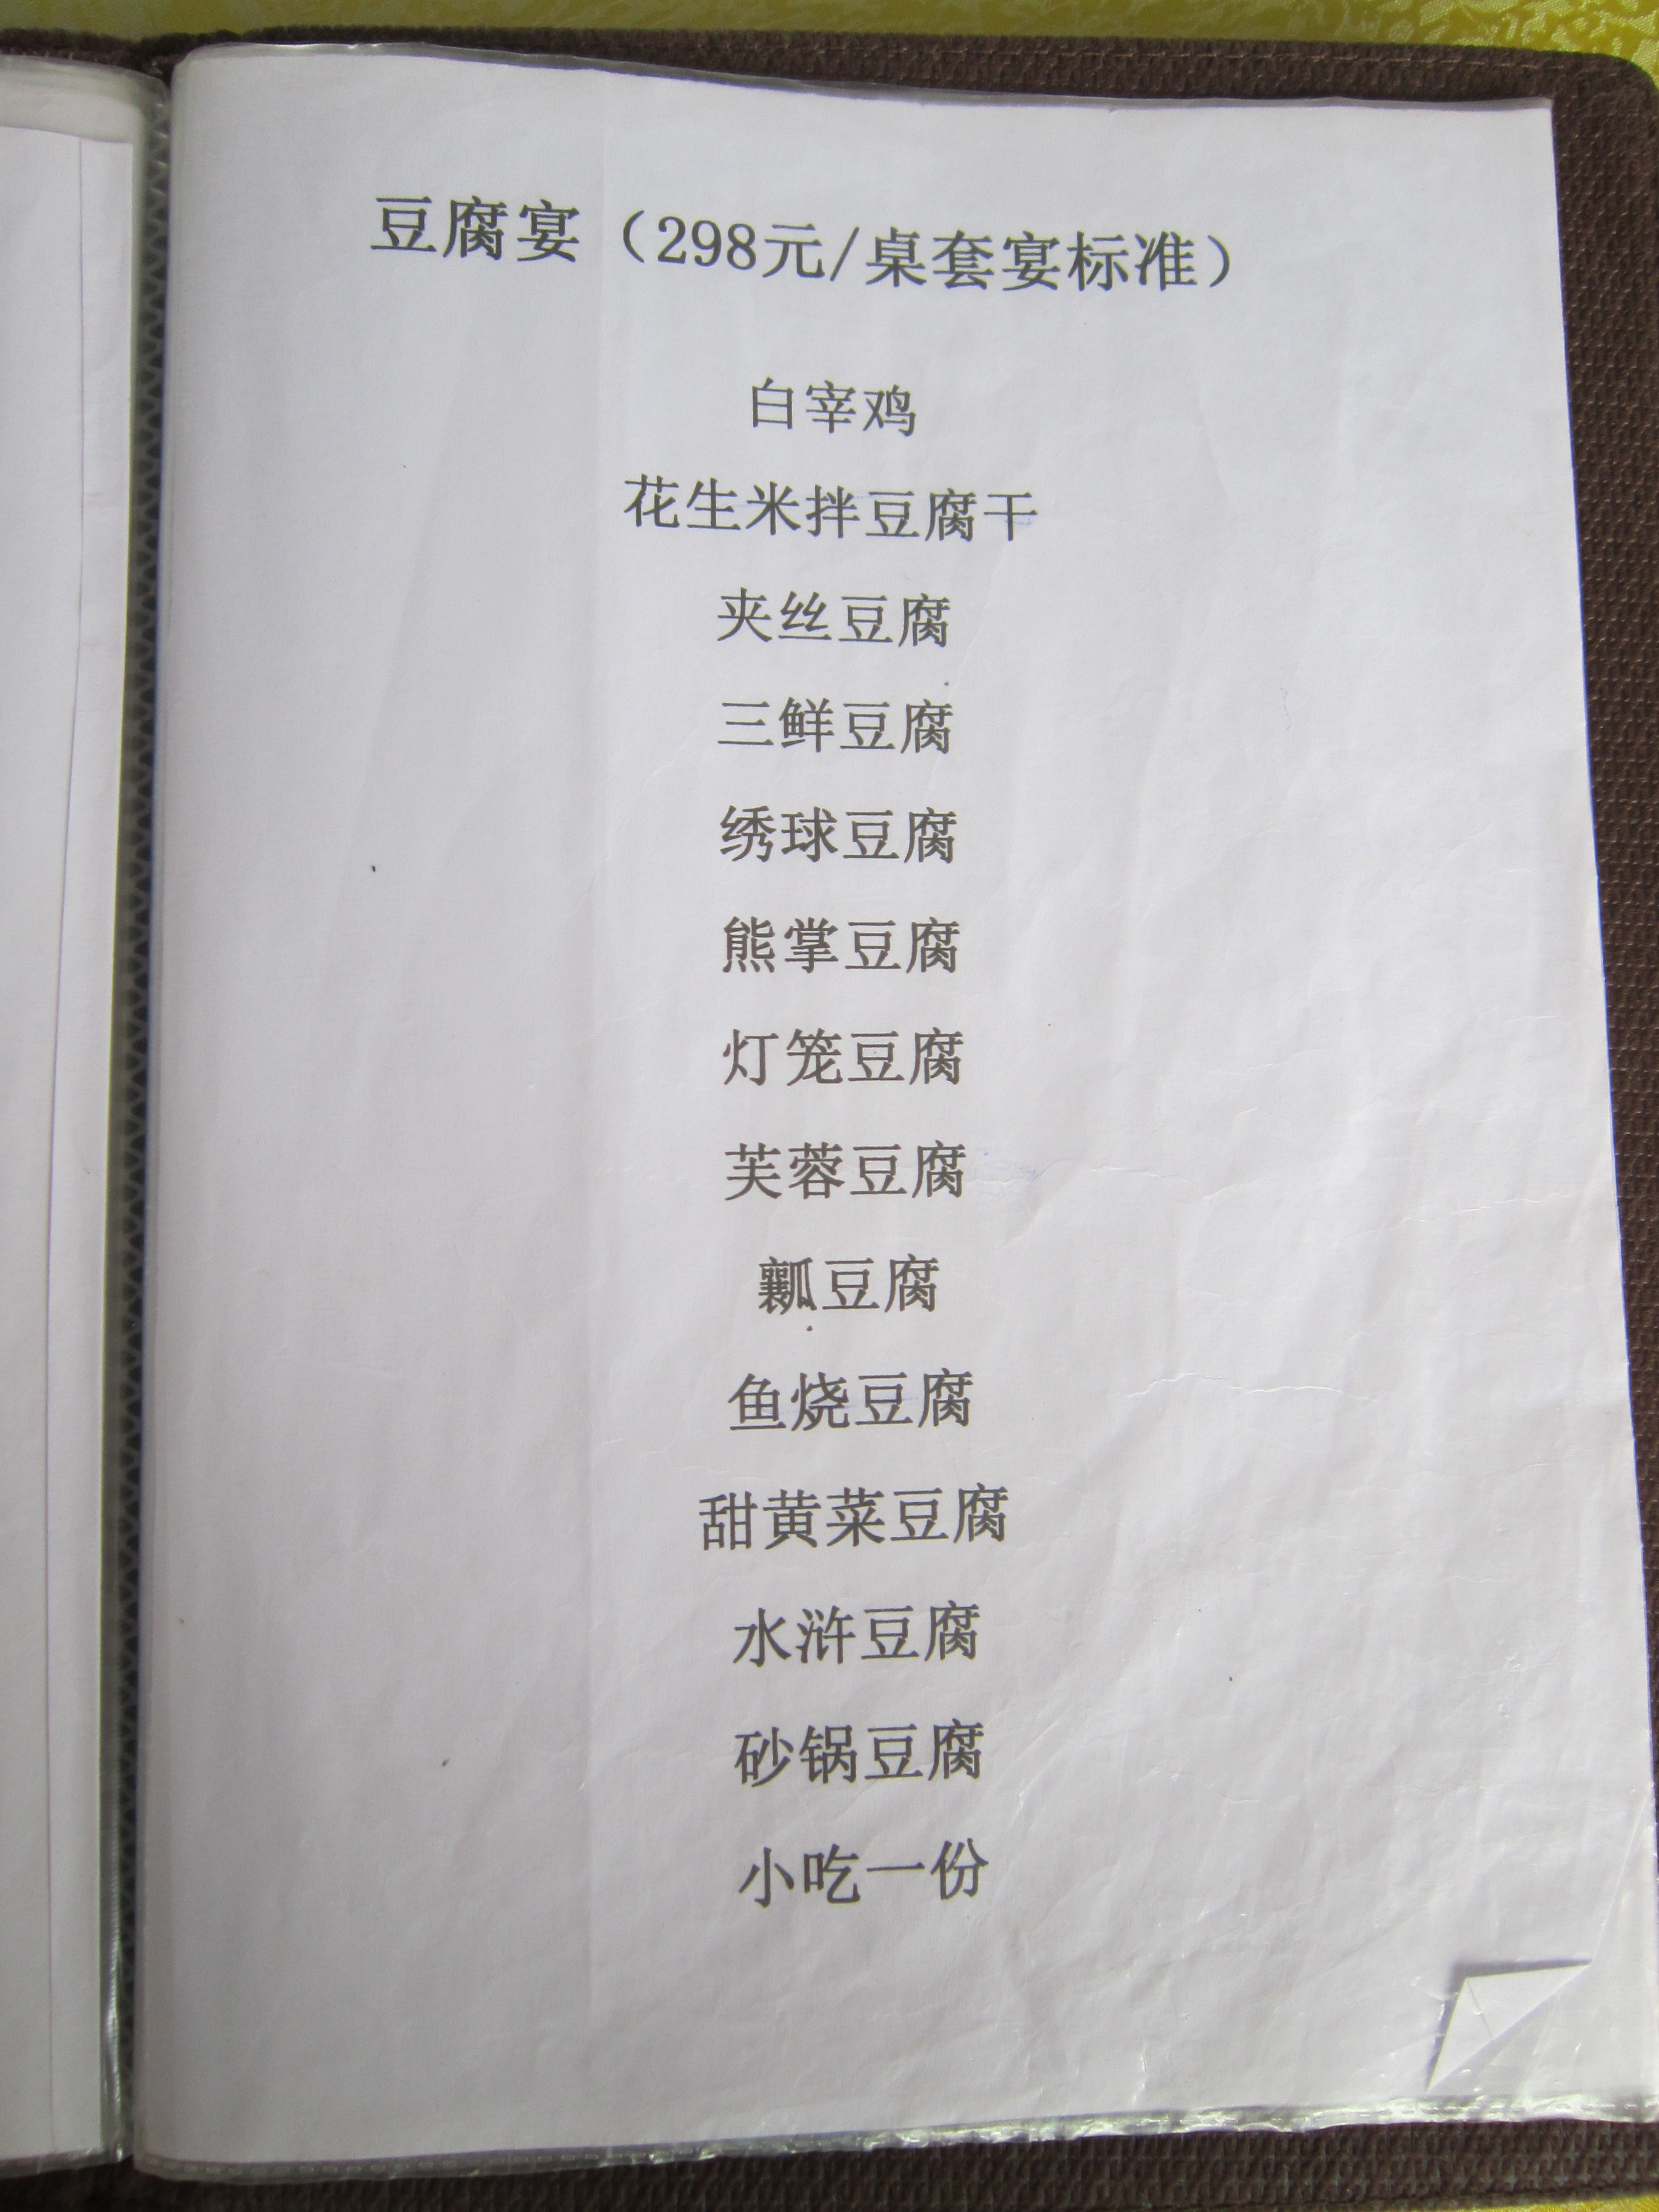 豆腐宴（298元/桌套宴标准）
白宰鸡
花生米拌豆腐干
夹丝豆腐
三鲜豆腐
绣球豆腐
熊掌豆腐
灯笼豆腐
芙蓉豆腐
瓤豆腐
鱼烧豆腐
甜黄菜豆腐
水浒豆腐
砂锅豆腐
小吃一份